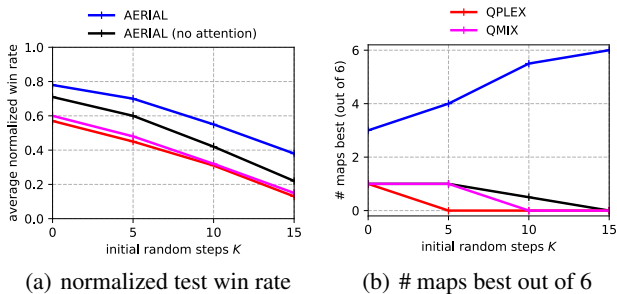 AERIAL
AERIAL (no attention)
1.0
0.8
0.6
0.4
0.2
0.0
average normalized win rate
0
5
10
15
initial random steps K
(a) normalized test win rate
QPLEX
QMIX
6
4
2
0
# maps best (out of 6)
0
5
10
15
initial random steps K
(b) # maps best out of 6